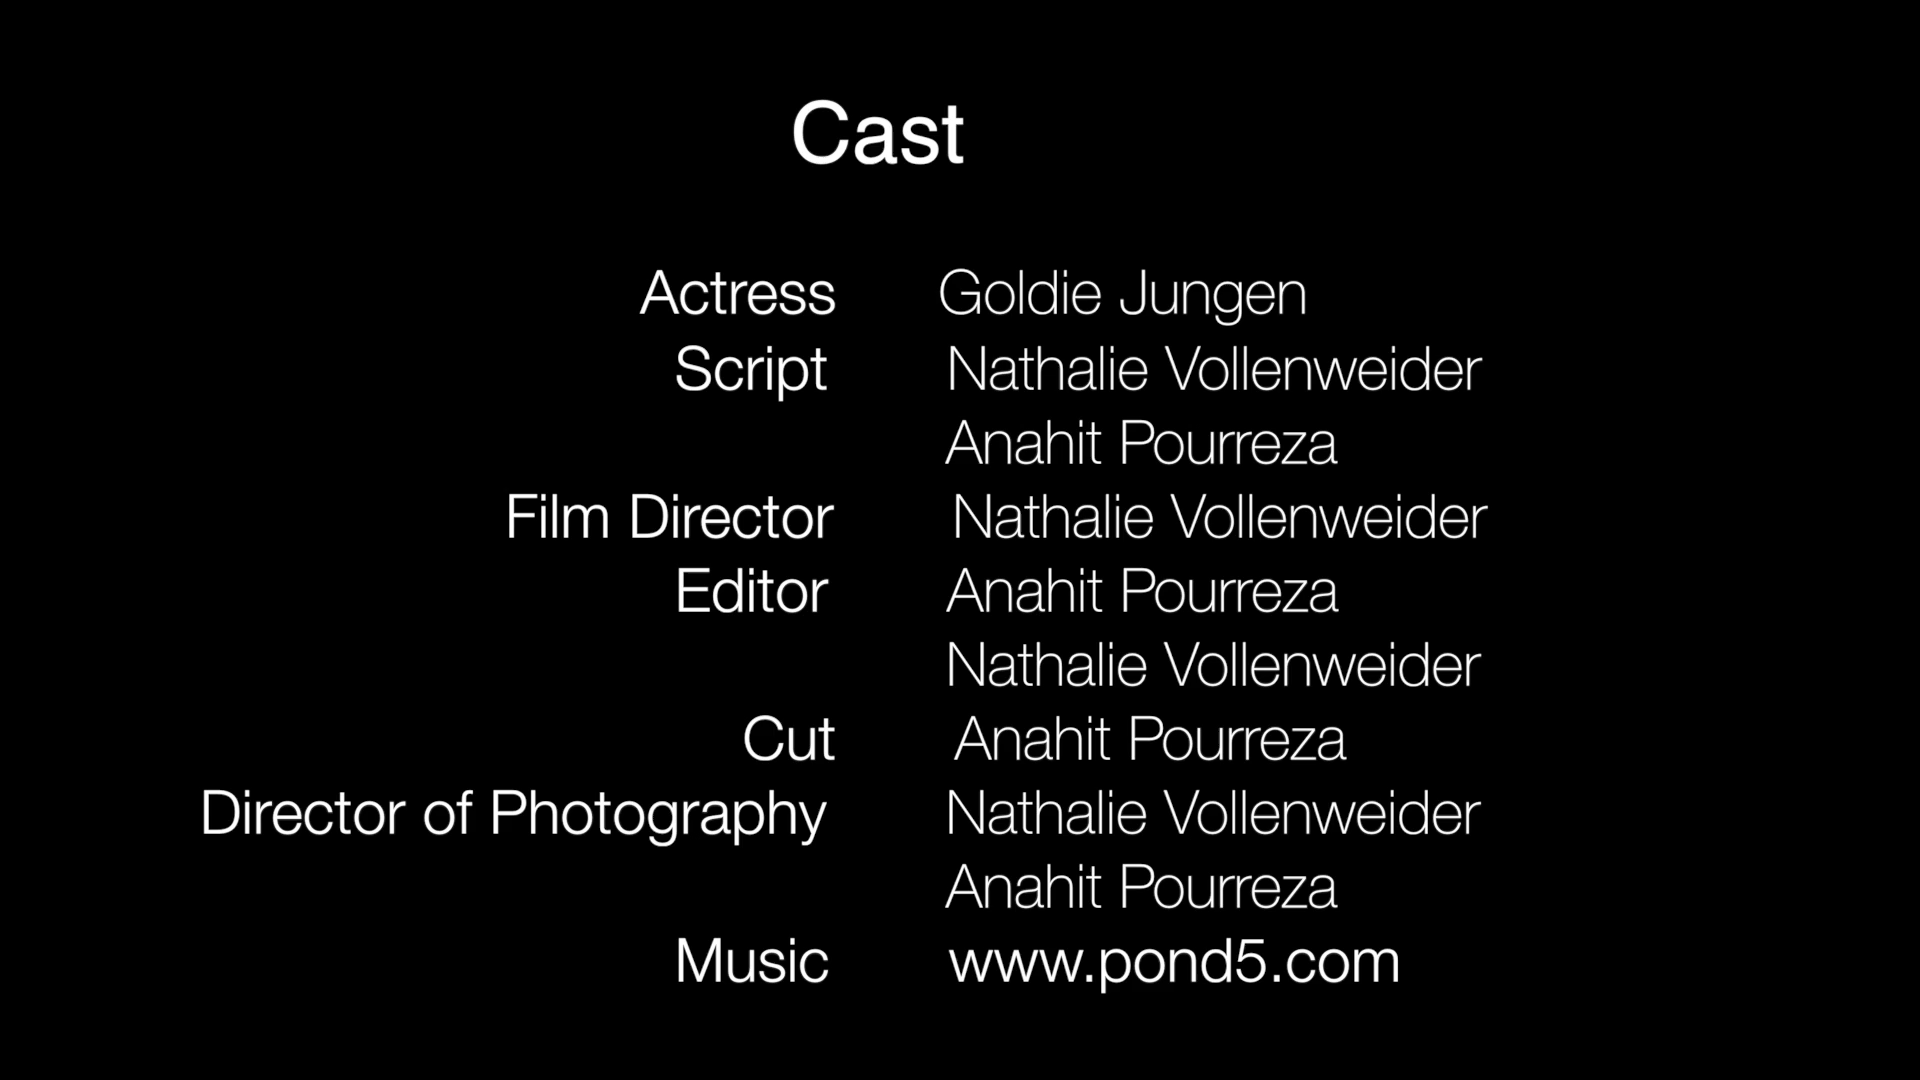 Cast
Actress Goldie Jungen
Script Nathalie Vollenweider
Anahit Pourreza
Film Director Nathalie Vollenweider
Editor Anahit Pourreza
Nathalie Vollenweider
Cut Anahit Pourreza
Director of Photography Nathalie Vollenweider
Anahit Pourreza
Music www.pond5.com